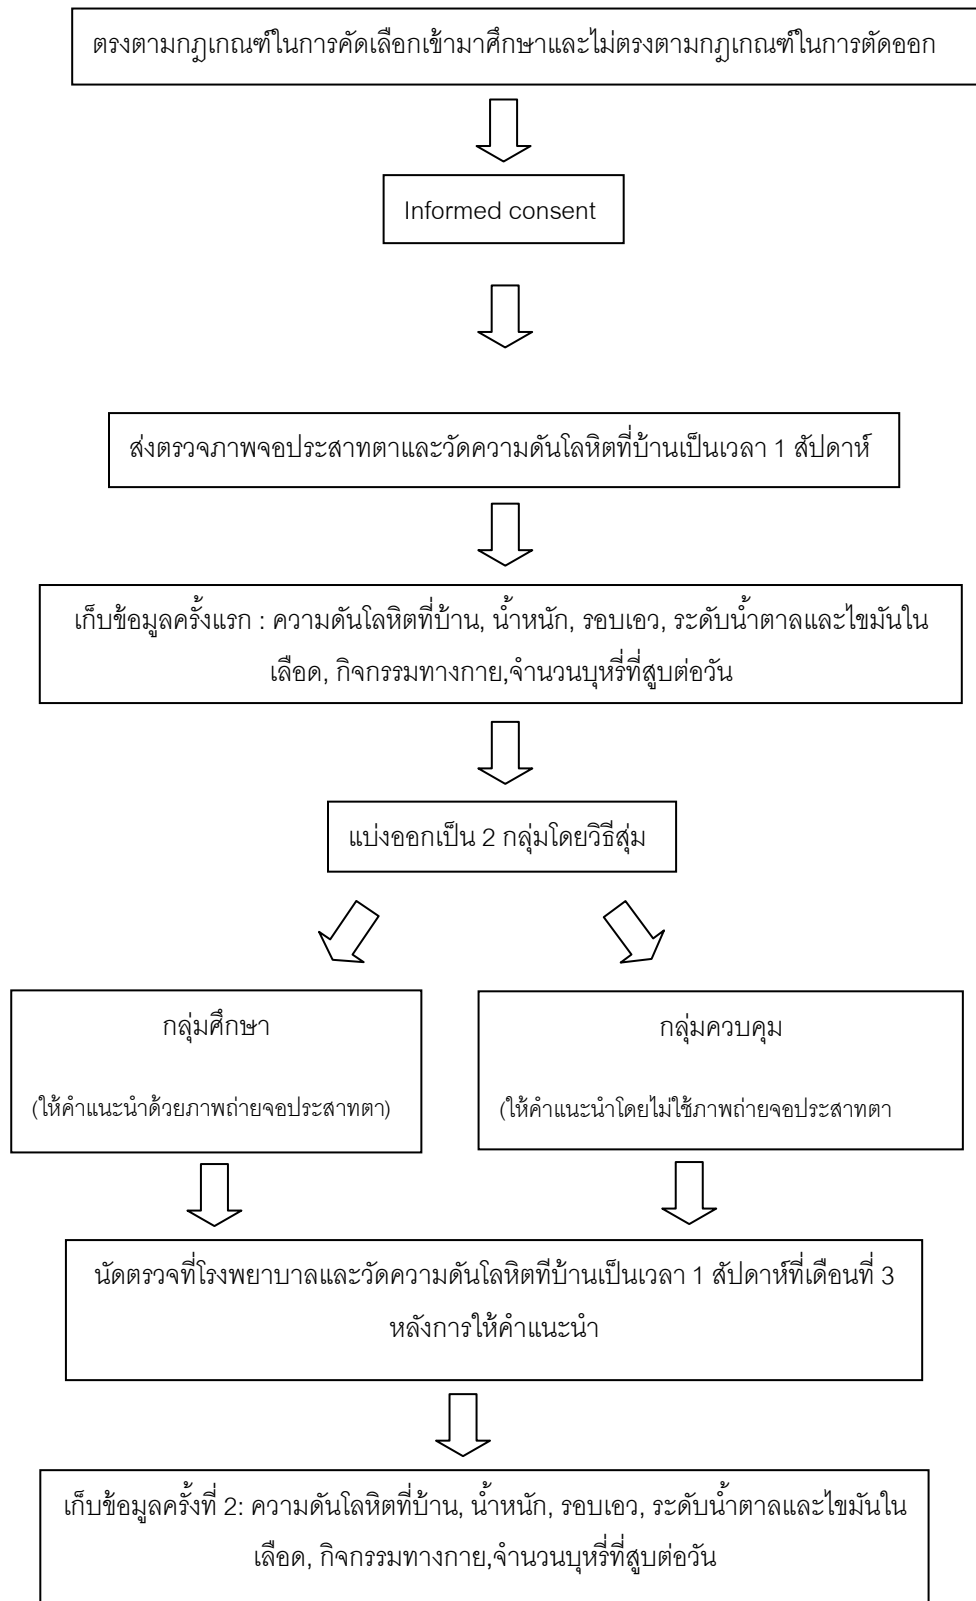 ตรงตามกฎเกณฑ์ในการคัดเลือกเข้ามาศึกษาและไม่ตรงตามกฎเกณฑ์ในการตัดออก
Informed consent
ส่งตรวจภาพจอประสาทตาและวัดความดันโลหิตที่บ้านเป็นเวลา 1 สัปดาห์
เก็บข้อมูลครั้งแรก : ความดันโลหิตที่บ้าน, น้ำหนัก, รอบเอว, ระดับน้ำตาลและไขมันใน
เลือด, กิจกรรมทางกาย,จำนวนบุหรี่ที่สูบต่อวัน
แบ่งออกเป็น 2 กลุ่มโดยวิธีสุ่ม
กลุ่มศึกษา
(ให้คำแนะนำด้วยภาพถ่ายจอประสาทตา)
กลุ่มควบคุม
(ให้คำแนะนำโดยไม่ใช้ภาพถ่ายจอประสาทตา
นัดตรวจที่โรงพยาบาลและวัดความดันโลหิตที่บ้านเป็นเวลา 1 สัปดาห์ที่เดือนที่ 3
หลังการให้คำแนะนำ
เก็บข้อมูลครั้งที่ 2: ความดันโลหิตที่บ้าน, น้ำหนัก, รอบเอว, ระดับน้ำตาลและไขมันใน
เลือด, กิจกรรมทางกาย,จำนวนบุหรี่ที่สูบต่อวัน